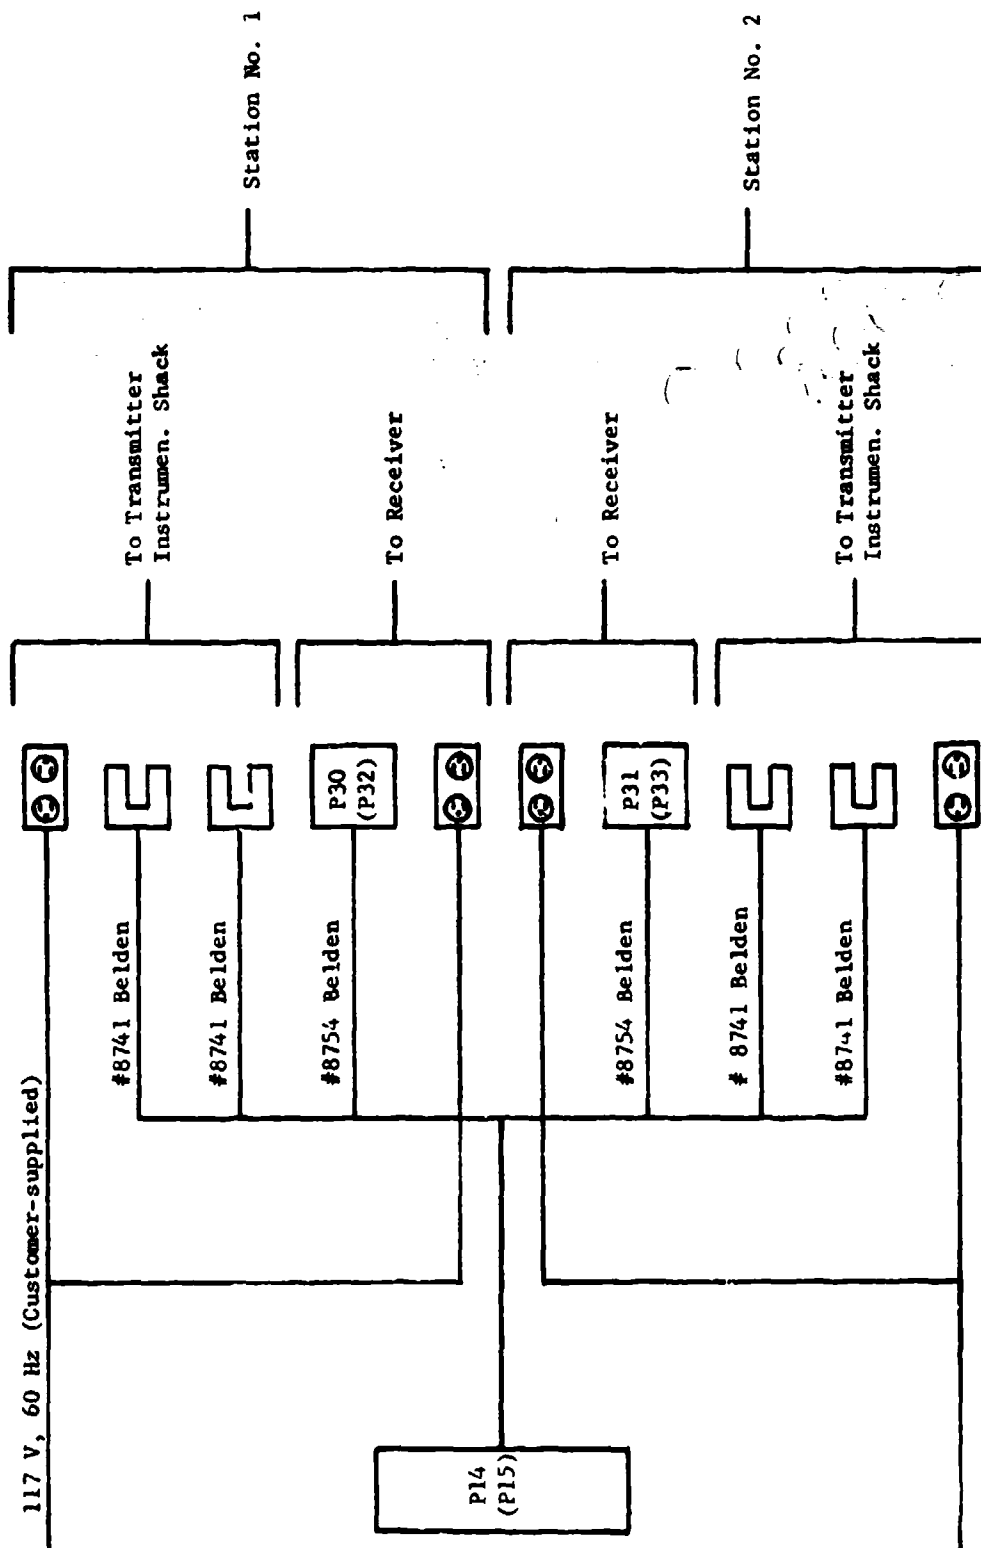 117 V, 60 Hz (Customer-supplied)
#8741 Belden
#8741 Belden
#8754 Belden
P30
(P32)
To Transmitter
Instrumen. Shack
To Receiver
Station No. 1
P14
(P15)
#8754 Belden
# 8741 Belden
#8741 Belden
P31
(P33)
To Receiver
To Transmitter
Instrumen. Shack
Station No. 2